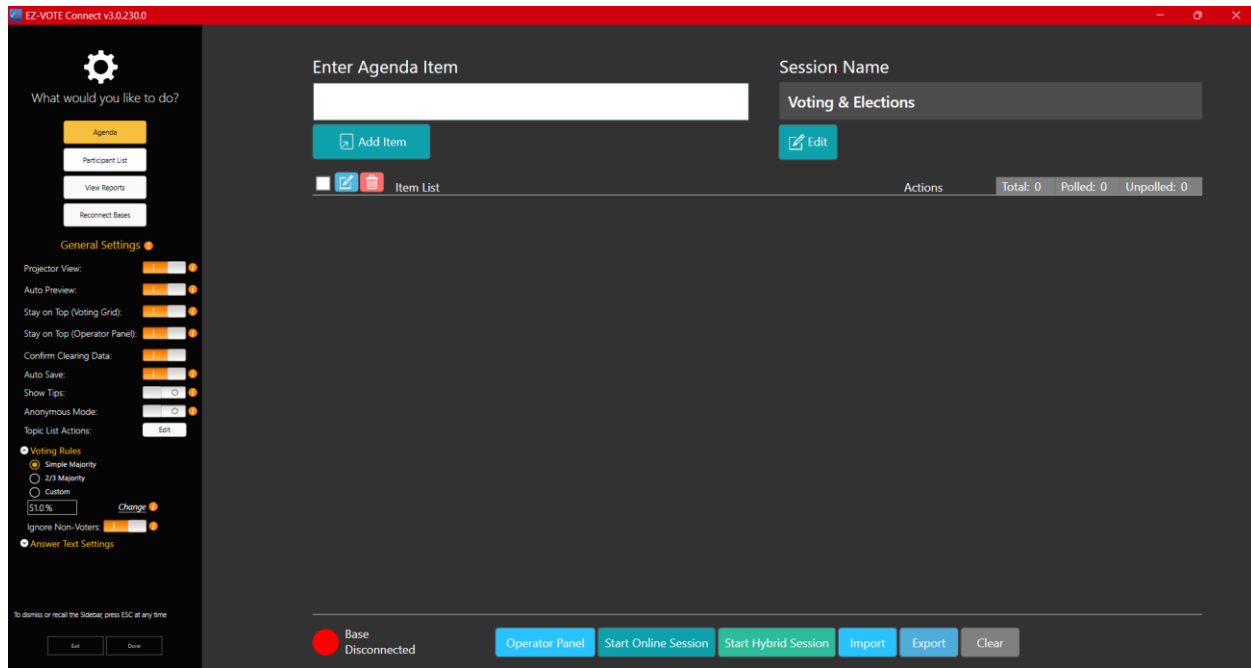 EZ-VOTE Connect v3.0.230.0
What would you like to do?
Agenda
Participant List
View Reports
Reconnect Bases
General Settings
Projector View:
Auto Preview:
Stay on Top (Voting Grid):
Stay on Top (Operator Panel):
Confirm Clearing Data:
Auto Save:
Show Tips:
Anonymous Mode:
Topic List Actions: Edit
Voting Rules
Simple Majority
2/3 Majority
Custom
51.0 % Change
Ignore Non-Voters:
Answer Text Settings
To dismiss or recall the Sidebar, press ESC at any time
Exit Done
Enter Agenda Item
Add Item
Session Name
Voting & Elections
Edit
Item List Actions Total: 0 Polled: 0 Unpolled: 0
Base
Disconnected
Operator Panel Start Online Session Start Hybrid Session Import Export Clear